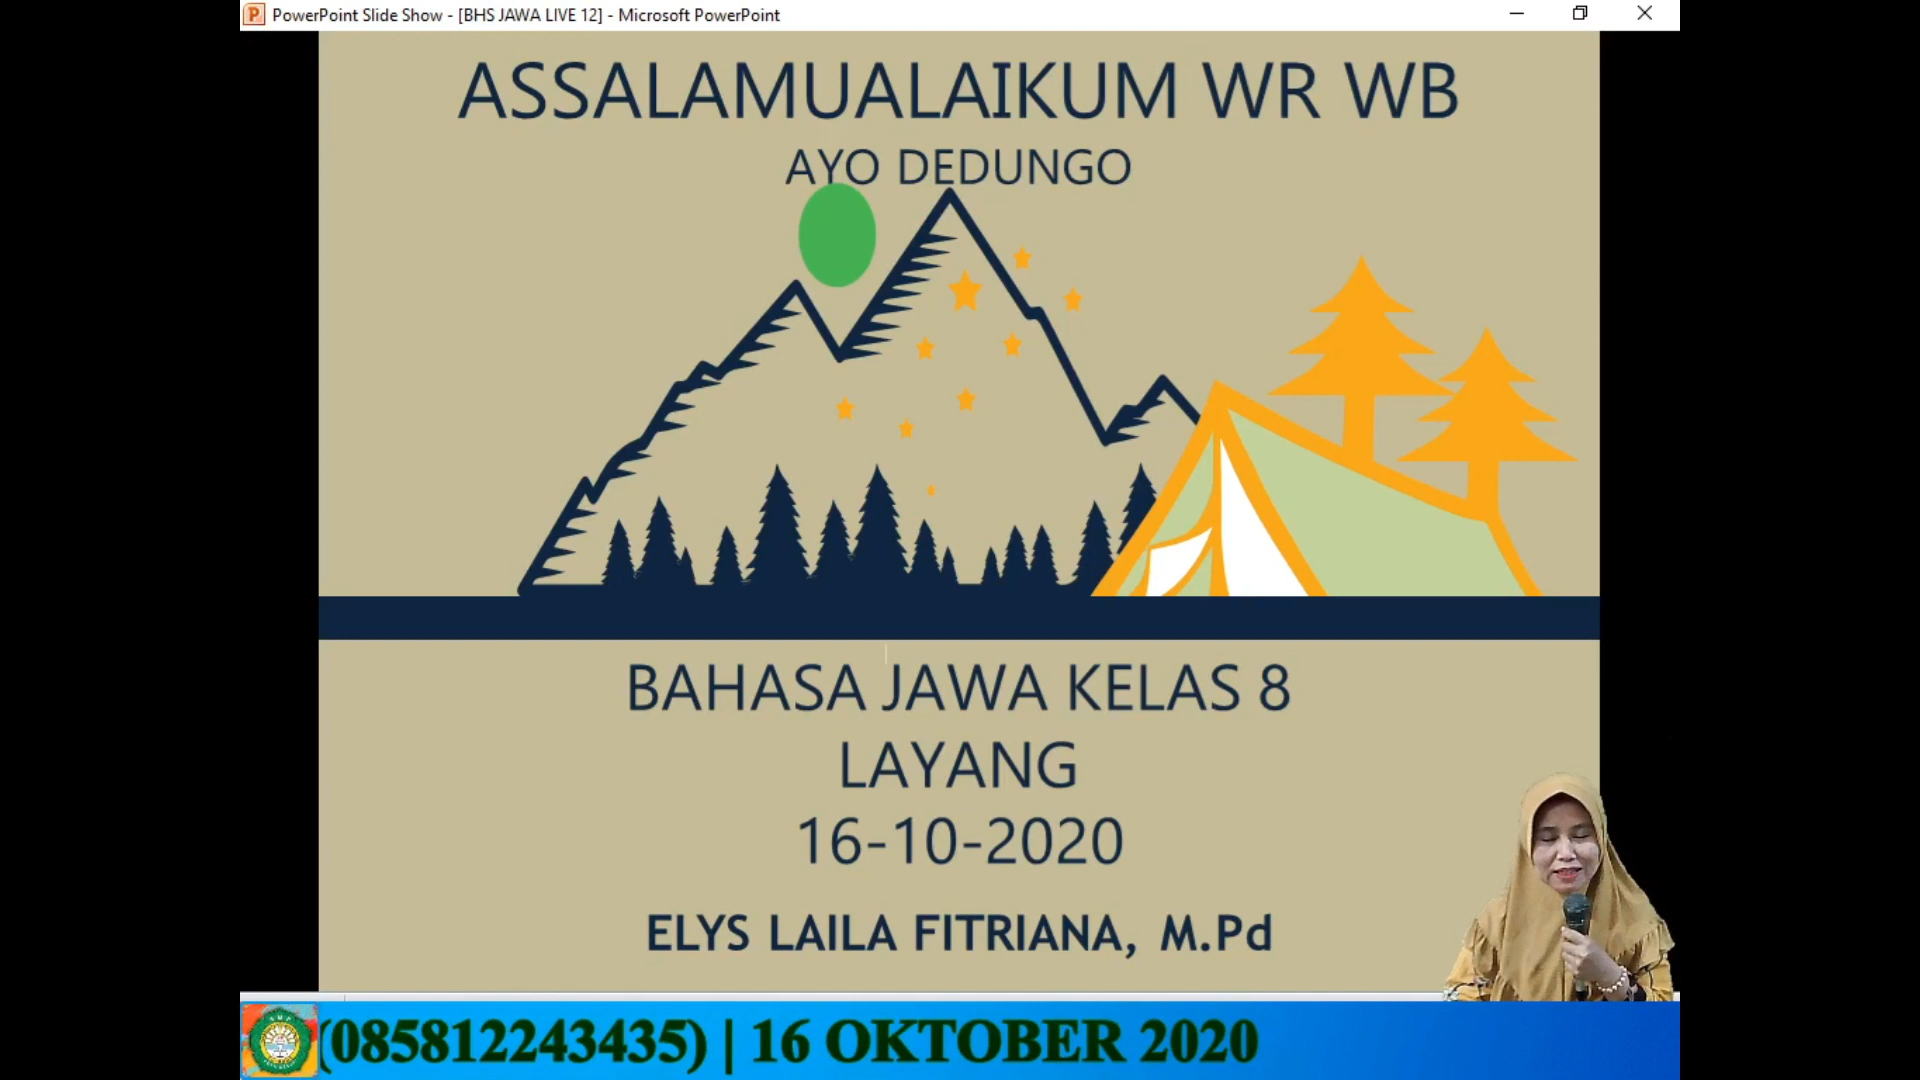 PowerPoint Slide Show - [BHS JAWA LIVE 12] - Microsoft PowerPoint
ASSALAMUALAIKUM WR WB
AYO DEDUNGO
BAHASA JAWA KELAS 8
LAYANG
16-10-2020
ELYS LAILA FITRIANA, M.Pd
(085812243435) | 16 OKTOBER 2020